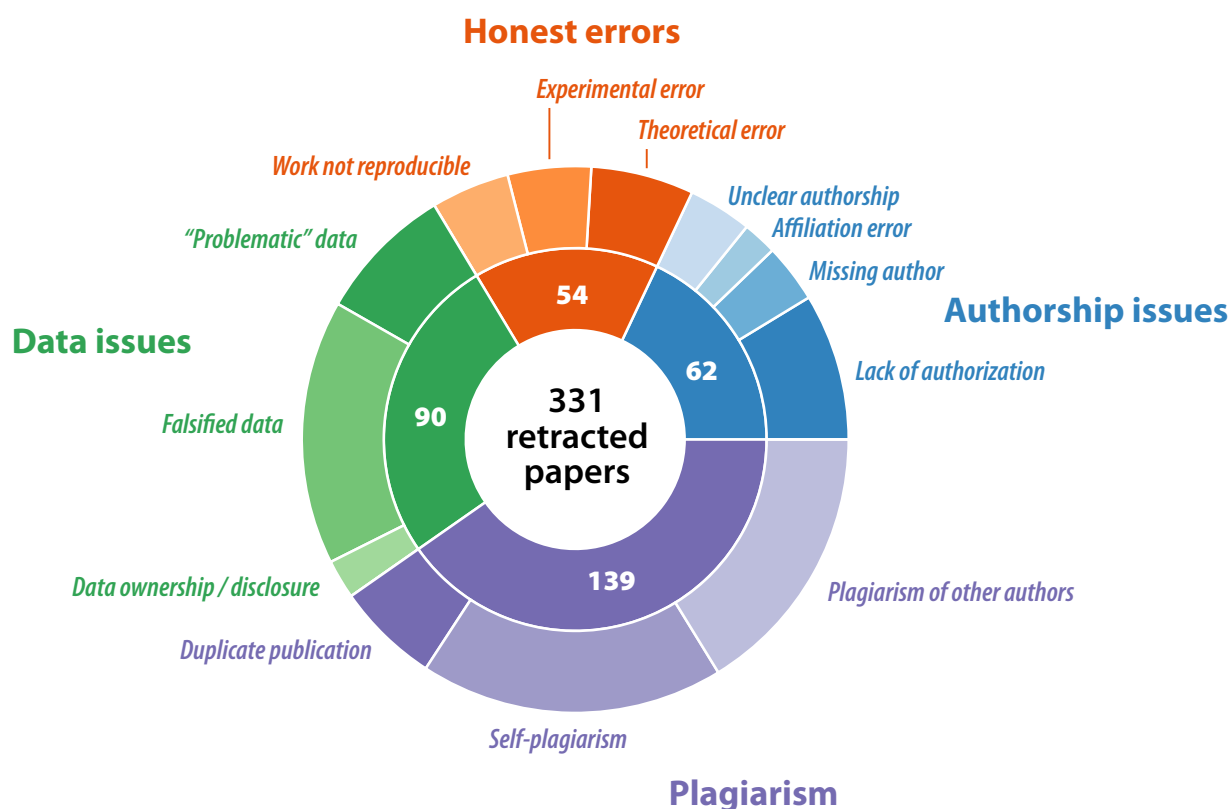 Honest errors
Experimental error
Theoretical error
Work not reproducible
Unclear authorship
Affiliation error
Missing author
“Problematic” data
Authorship issues
Data issues
Lack of authorization
Falsified data
54
62
90
331
retracted
papers
139
Data ownership / disclosure
Plagiarism of other authors
Duplicate publication
Self-plagiarism
Plagiarism